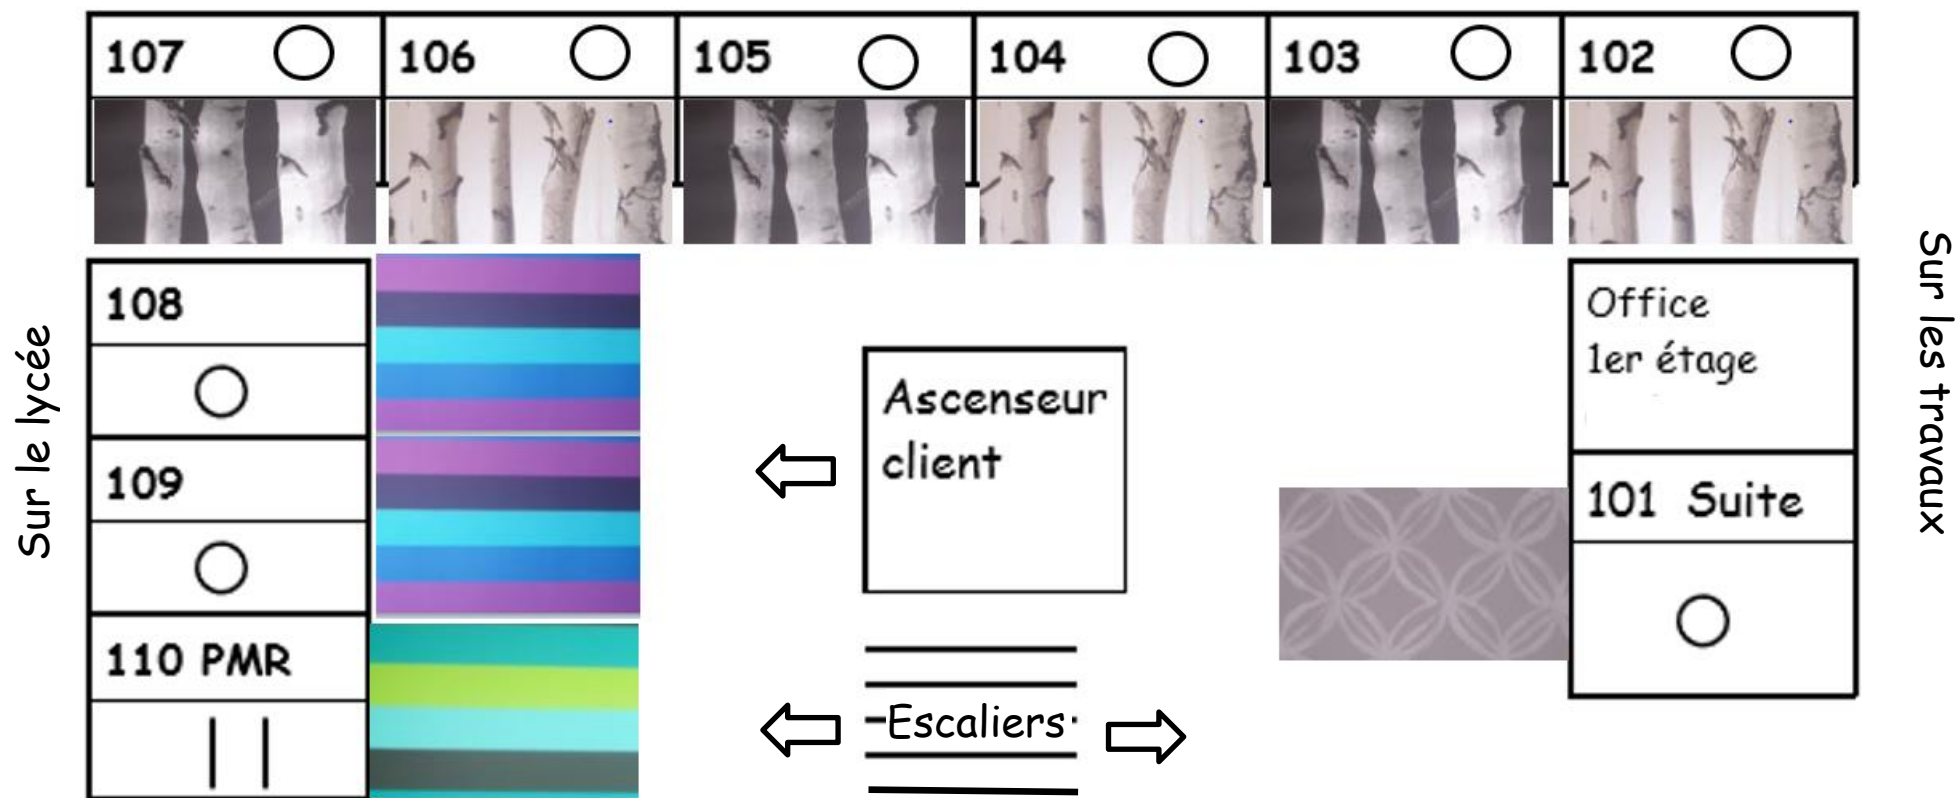 107
106
105
104
103
102
108
109
110 PMR
Sur le lycée
Ascenseur
client
Escaliers
Office
1er étage
101 Suite
Sur les travaux